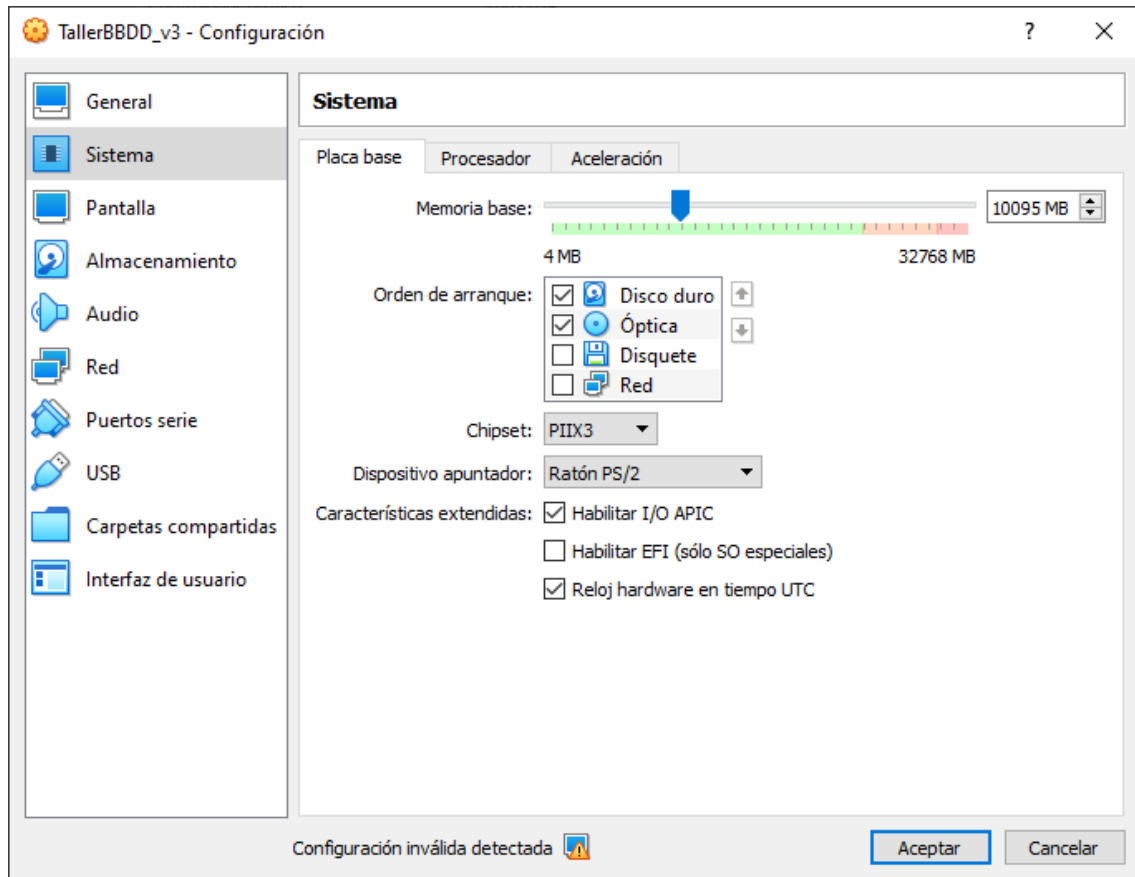 TallerBBDD_v3 - Configuración ?
General
Sistema
Pantalla
Almacenamiento
Audio
Red
Puertos serie
USB
Carpetas compartidas
Interfaz de usuario
Sistema
Placa base Procesador Aceleración
Memoria base: 10095 MB
4 MB 32768 MB
Orden de arranque: Disco duro
Óptica
Disquete
Red
Chipset: PIIX3
Dispositivo apuntador: Ratón PS/2
Características extendidas: Habilitar I/O APIC
Habilitar EFI (sólo SO especiales)
Reloj hardware en tiempo UTC
Configuración inválida detectada Aceptar Cancelar